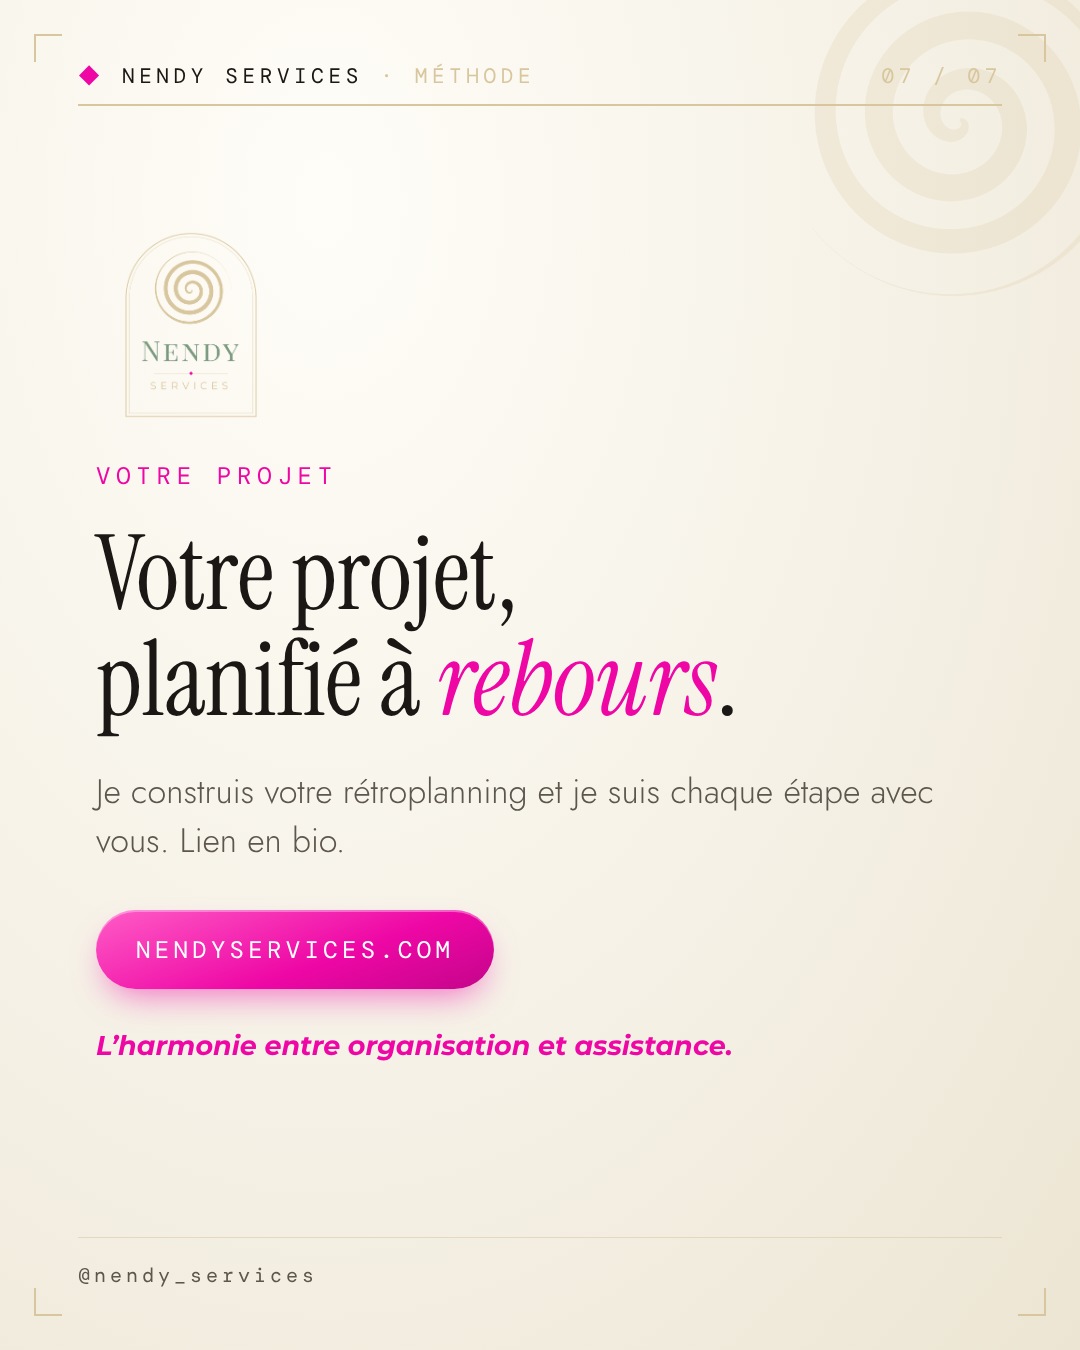 NENDY SERVICES · MÉTHODE
07 / 07
NENDY
SERVICES
VOTRE PROJET
Votre projet,
planifié à rebours.
Je construis votre rétroplanning et je suis chaque étape avec
vous. Lien en bio.
NENDYSERVICES.COM
L’harmonie entre organisation et assistance.
@nendy_services